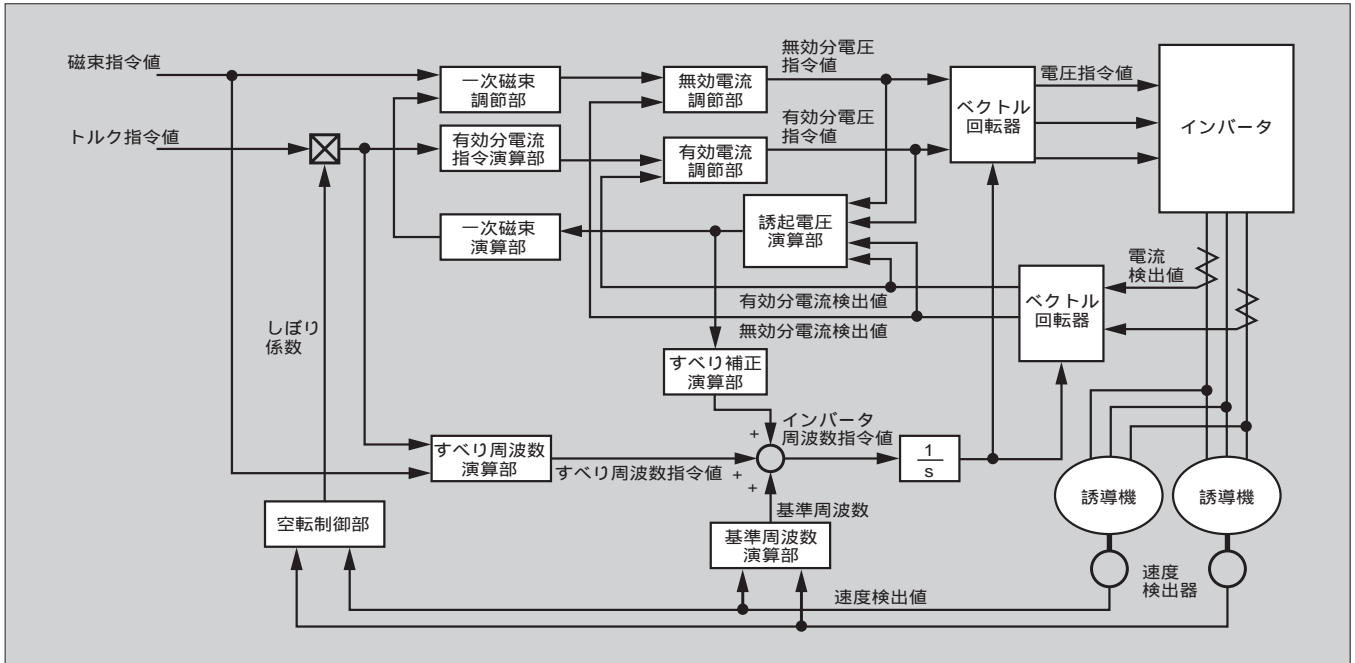 磁束指令値
トルク指令値
一次磁束
調節部
有効分電流
指令演算部
一次磁束
演算部
無効電流
調節部
有効電流
調節部
無効分電圧
指令値
有効分電圧
指令値
誘起電圧
演算部
ベクトル
回転器
電圧指令値
インバータ
電流
検出値
ベクトル
回転器
有効分電流検出値
無効分電流検出値
しぼり
係数
すべり補正
演算部
インバータ
周波数指令値
+
すべり周波数
演算部
すべり周波数指令値
+
+
1
s
基準周波数
基準周波数
演算部
空転制御部
誘導機
誘導機
速度
検出器
速度検出値